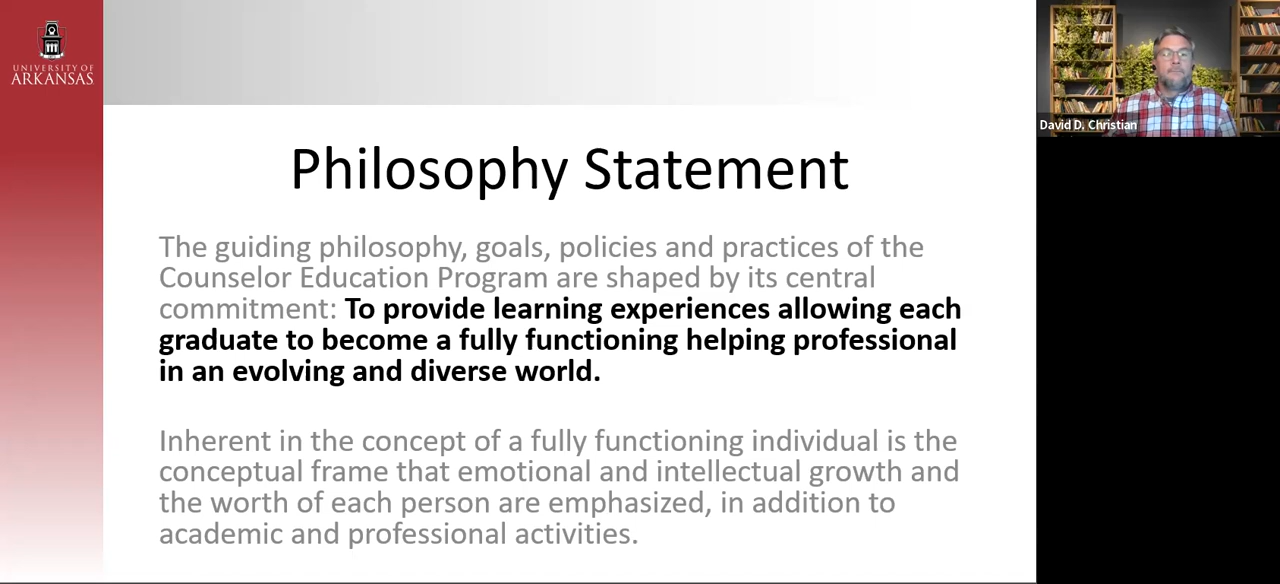 UNIVERSITY OF
ARKANSAS
Philosophy Statement
The guiding philosophy, goals, policies and practices of the
Counselor Education Program are shaped by its central
commitment: To provide learning experiences allowing each
graduate to become a fully functioning helping professional
in an evolving and diverse world.
Inherent in the concept of a fully functioning individual is the
conceptual frame that emotional and intellectual growth and
the worth of each person are emphasized, in addition to
academic and professional activities.
David D. Christian